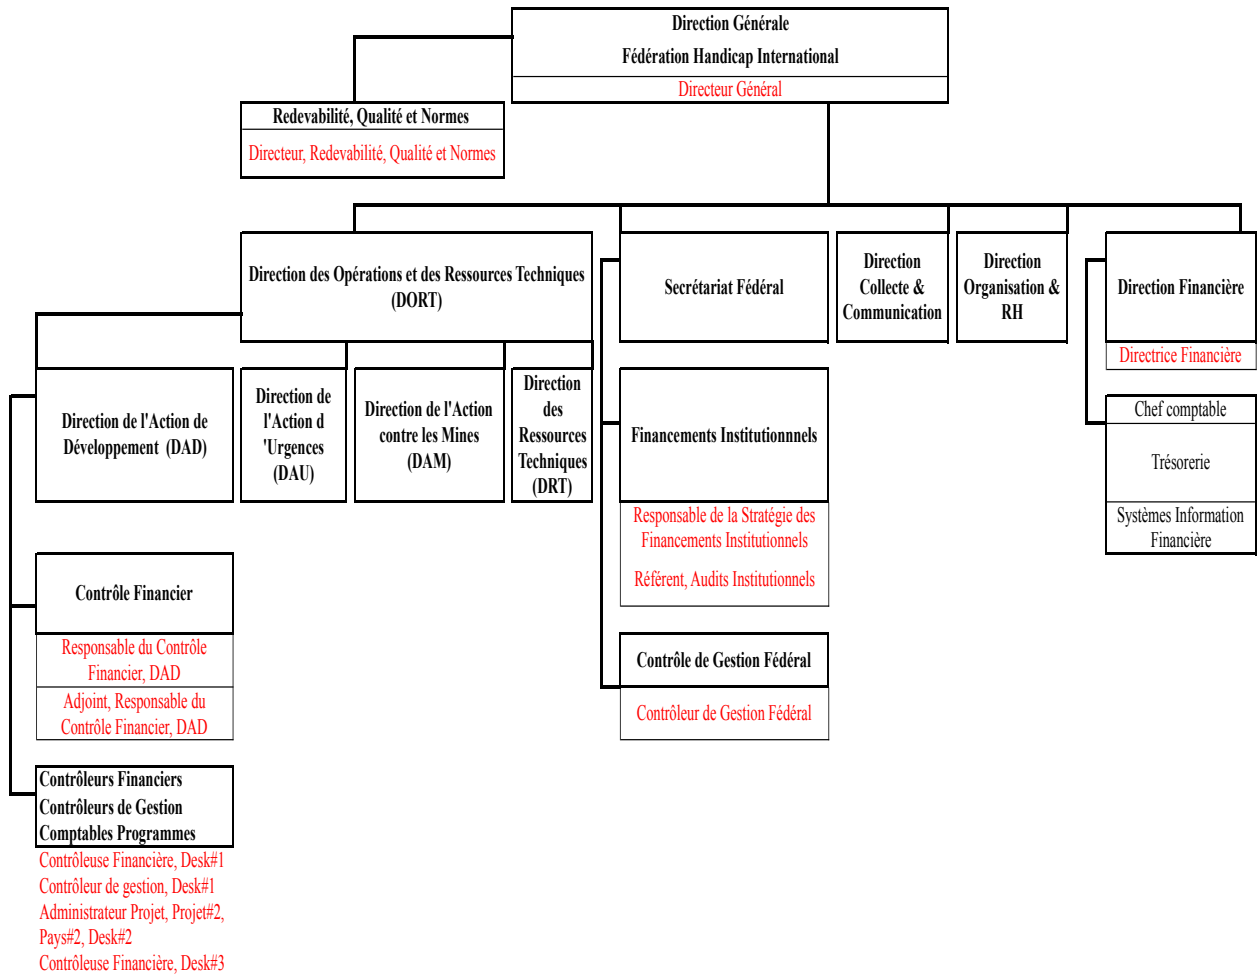 Direction Générale
Fédération Handicap International
Directeur Général
Redevabilité, Qualité et Normes
Directeur, Redevabilité, Qualité et Normes
Direction des Opérations et des Ressources Techniques
(DORT)
Secrétariat Fédéral
Direction
Collecte &
Communication
Direction
Organisation &
RH
Direction Financière
Directrice Financière
Direction de l'Action de
Développement (DAD)
Direction de
l'Action d
'Urgences
(DAU)
Direction de l'Action
contre les Mines
(DAM)
Direction
des
Ressources
Techniques
(DRT)
Financements Institutionnnels
Responsable de la Stratégie des
Financements Institutionnels
Référent, Audits Institutionnels
Chef comptable
Trésorerie
Systèmes Information
Financière
Contrôle Financier
Responsable du Contrôle
Financier, DAD
Adjoint, Responsable du
Contrôle Financier, DAD
Contrôle de Gestion Fédéral
Contrôleur de Gestion Fédéral
Contrôleurs Financiers
Contrôleurs de Gestion
Comptables Programmes
Contrôleuse Financière, Desk#1
Contrôleur de gestion, Desk#1
Administrateur Projet, Projet#2,
Pays#2, Desk#2
Contrôleuse Financière, Desk#3